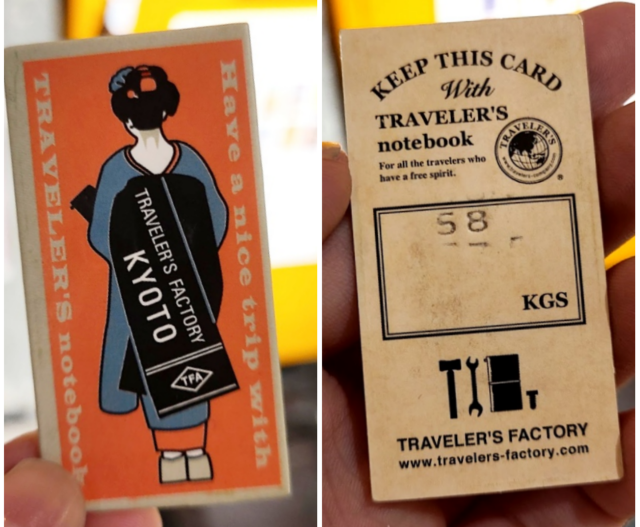 Have a nice trip with
TRAVELER'S notebook
TRAVELER'S FACTORY
KYOTO
TFA
KEEP THIS CARD
With
TRAVELER'S
notebook
For all the travelers who
have a free spirit.
TRAVELER'S
®
58
KGS
TRAVELER'S FACTORY
www.travelers-factory.com